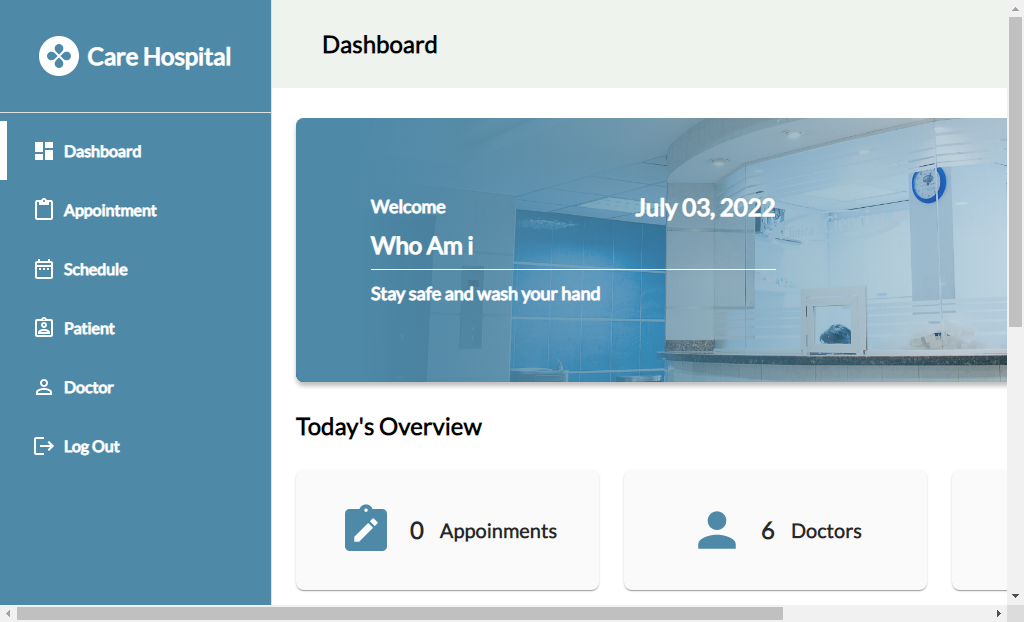 Care Hospital
Dashboard
Appointment
Schedule
Patient
Doctor
Log Out
Dashboard
Welcome
July 03, 2022
Who Am i
Stay safe and wash your hand
Today's Overview
0 Appoinments
6 Doctors